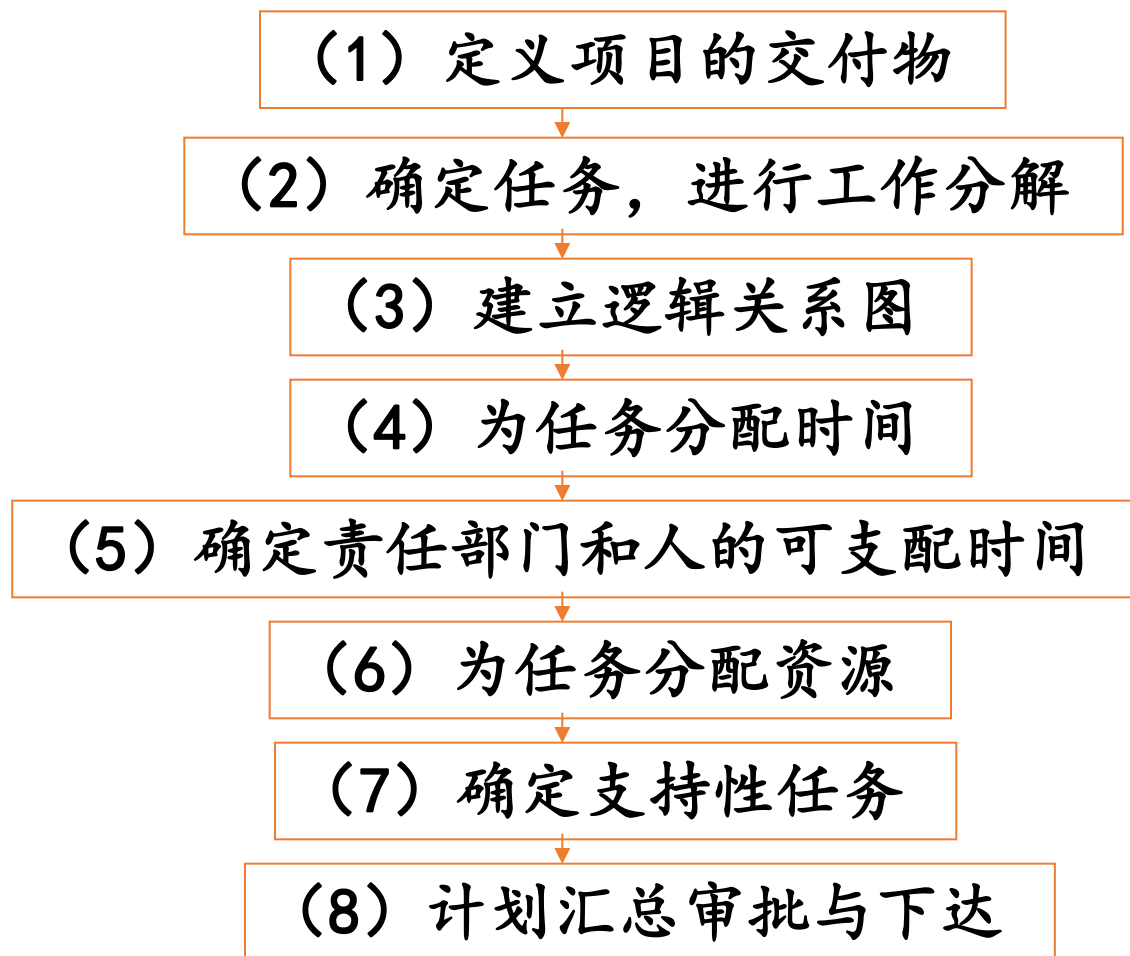 （1）定义项目的交付物
（2）确定任务，进行工作分解
（3）建立逻辑关系图
（4）为任务分配时间
（5）确定责任部门和人的可支配时间
（6）为任务分配资源
（7）确定支持性任务
（8）计划汇总审批与下达